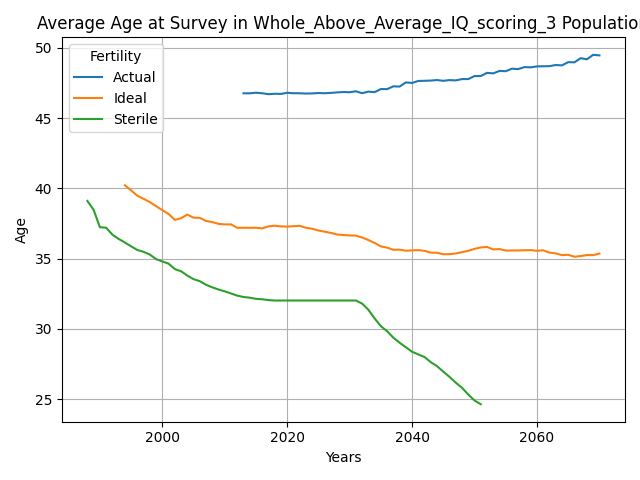 Average Age at Survey in Whole_Above_Average_IQ_scoring_3 Population
Fertility
Actual
Ideal
Sterile
50
45
40
35
30
25
Age
2000 2020 2040 2060
Years